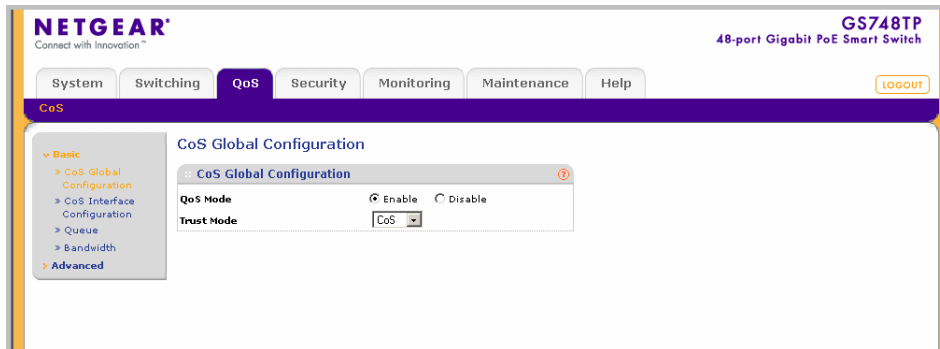 NETGEAR®
Connect with Innovation™
GS748TP
48-port Gigabit PoE Smart Switch
System Switching QoS Security Monitoring Maintenance Help LOGOUT
CoS
Basic
» CoS Global
Configuration
» CoS Interface
Configuration
» Queue
» Bandwidth
> Advanced
CoS Global Configuration
:: CoS Global Configuration ?
QoS Mode Enable Disable
Trust Mode CoS